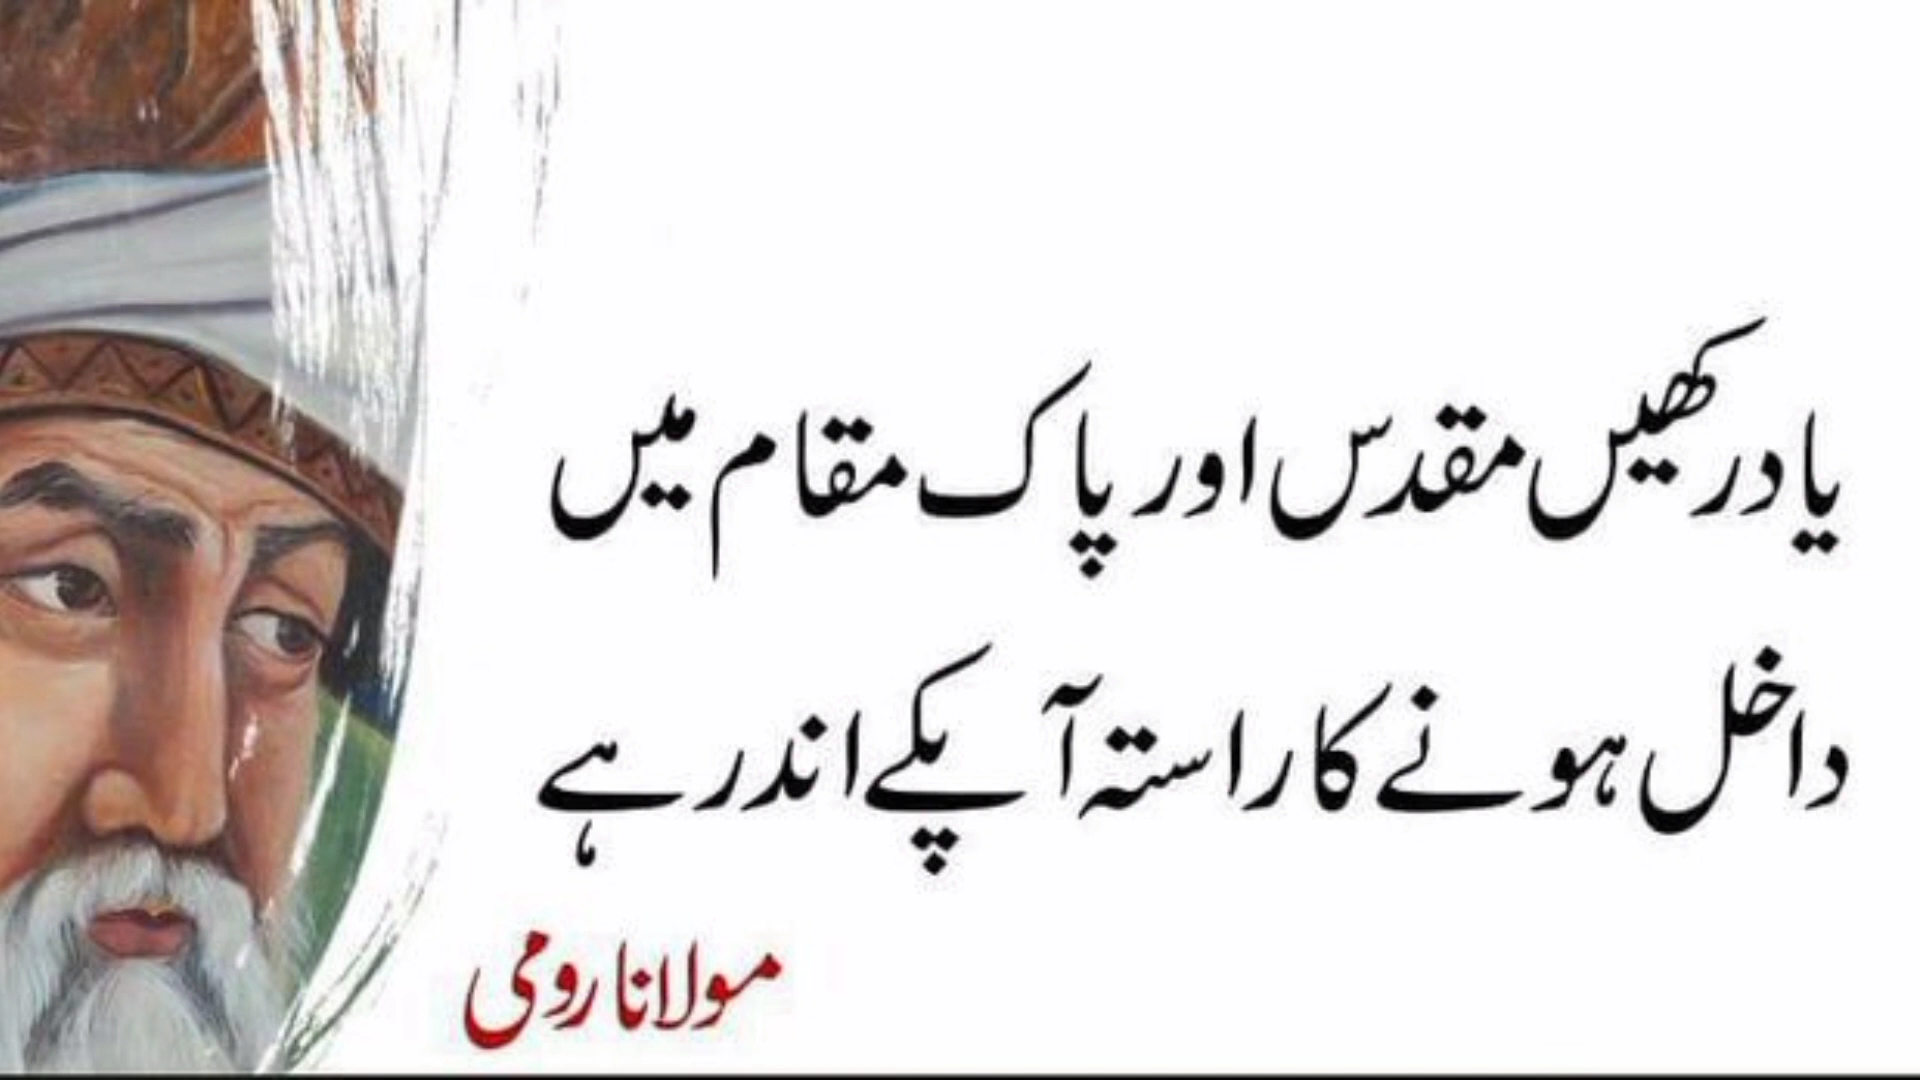 یاد رکھیں مقدس اور پاک مقام میں
داخل ہونے کا راستہ آپکے اندر ہے
مولانا رومی